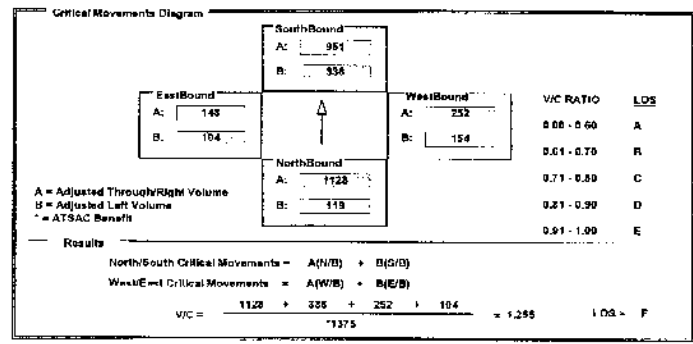 Critical Movements Diagram
SouthBound
A: 951
B: 336
EastBound
A: 148
B: 104
WestBound
A: 252
B: 154
NorthBound
A: 1128
B: 119
V/C RATIO LOS
0.00 - 0.60 A
0.61 - 0.70 B
0.71 - 0.80 C
0.81 - 0.90 D
0.91 - 1.00 E
A = Adjusted Through/Right Volume
B = Adjusted Left Volume
* = ATSAC Benefit
Results
North/South Critical Movements = A(N/B) + B(S/B)
West/East Critical Movements = A(W/B) + B(E/B)
V/C = 1128 + 336 + 252 + 104 = 1.255 LOS = F
*1375